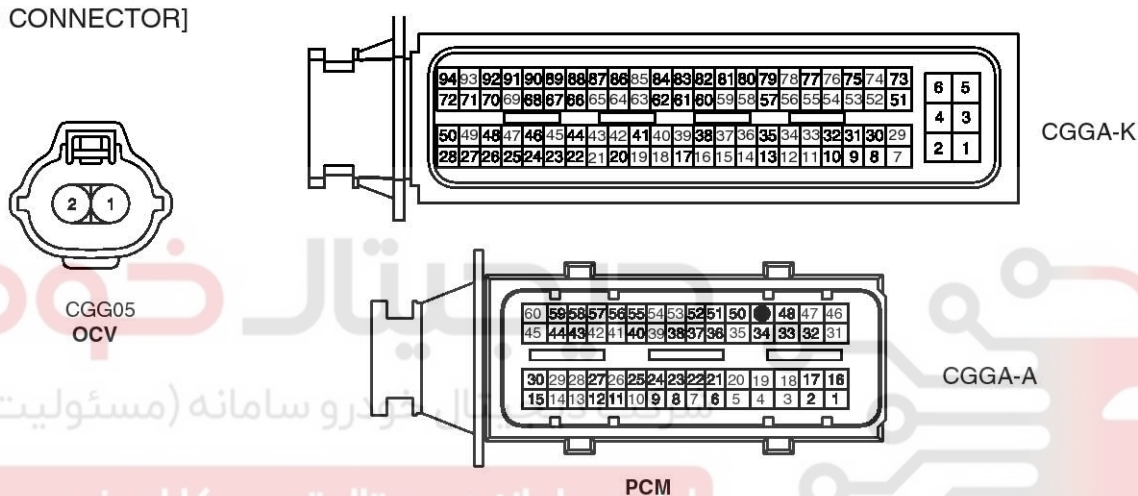 CONNECTOR]
94 93 92 91 90 89 88 87 86 85 84 83 82 81 80 79 78 77 76 75 74 73
72 71 70 69 68 67 66 65 64 63 62 61 60 59 58 57 56 55 54 53 52 51
50 49 48 47 46 45 44 43 42 41 40 39 38 37 36 35 34 33 32 31 30 29
28 27 26 25 24 23 22 21 20 19 18 17 16 15 14 13 12 11 10 9 8 7
6 5
4 3
2 1
CGGA-K
2 1
CGG05
OCV
دیجیتال خودرو
60 59 58 57 56 55 54 53 52 51 50 48 47 46
45 44 43 42 41 40 39 38 37 36 35 34 33 32 31
30 29 28 27 26 25 24 23 22 21 20 19 18 17 16
15 14 13 12 11 10 9 8 7 6 5 4 3 2 1
CGGA-A
شرکت دیجیتال خودرو سامانه (مسئولیت
PCM